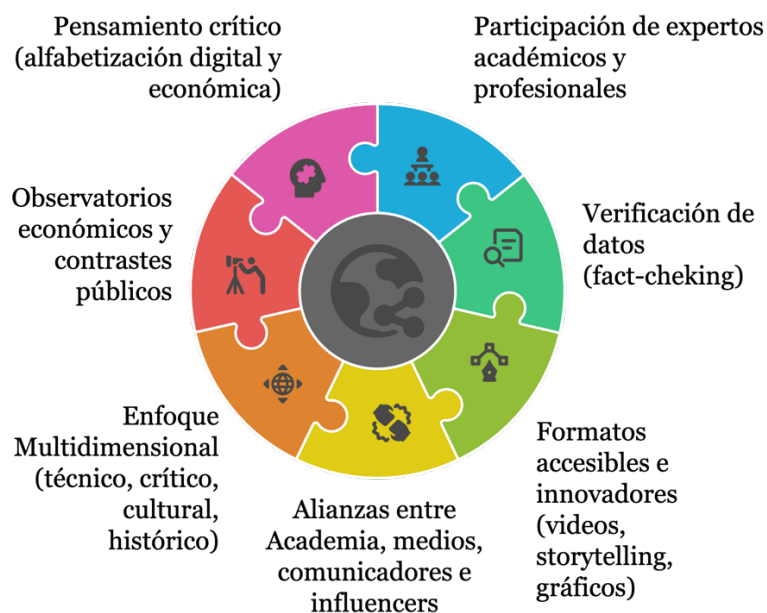 Pensamiento crítico
(alfabetización digital y
económica)
Participación de expertos
académicos y
profesionales
Observatorios
económicos y
contrastes
públicos
Verificación de
datos
(fact-cheking)
Enfoque
Multidimensional
(técnico, crítico,
cultural,
histórico)
Alianzas entre
Academia, medios,
comunicadores e
influencers
Formatos
accesibles e
innovadores
(videos,
storytelling,
gráficos)